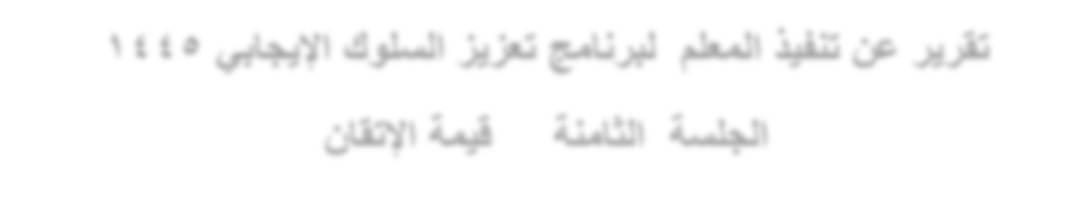 تقرير عن تنفيذ المعلم لبرنامج تعزيز السلوك الإيجابي ١٤٤٥
الجلسة الثامنة قيمة الإتقان